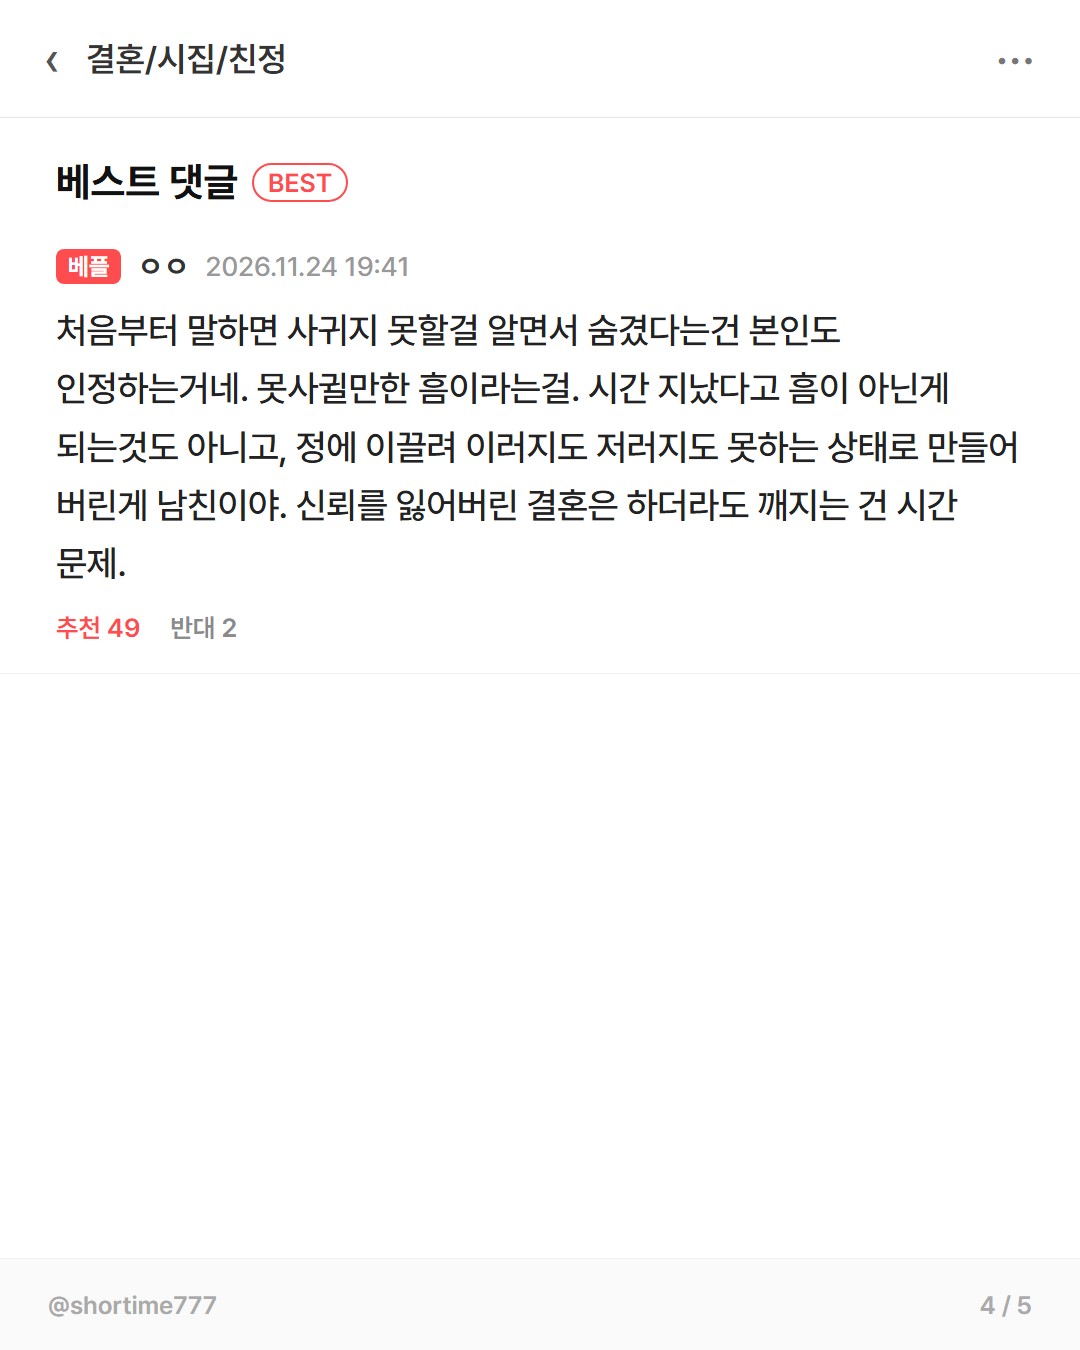 ‹ 결혼/시집/친정 ...
베스트 댓글 BEST
베플 ㅇㅇ 2026.11.24 19:41
처음부터 말하면 사귀지 못할걸 알면서 숨겼다는건 본인도
인정하는거네. 못사귈만한 흠이라는걸. 시간 지났다고 흠이 아닌게
되는것도 아니고, 정에 이끌려 이러지도 저러지도 못하는 상태로 만들어
버린게 남친이야. 신뢰를 잃어버린 결혼은 하더라도 깨지는 건 시간
문제.
추천 49 반대 2
@shortime777 4 / 5